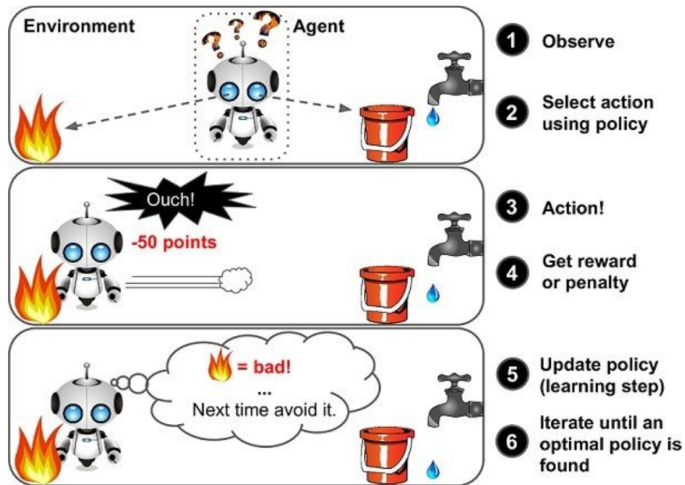 Environment
Agent
? ? ?
1 Observe
2 Select action
using policy
Ouch!
-50 points
3 Action!
4 Get reward
or penalty
= bad!
...
Next time avoid it.
5 Update policy
(learning step)
6 Iterate until an
optimal policy is
found